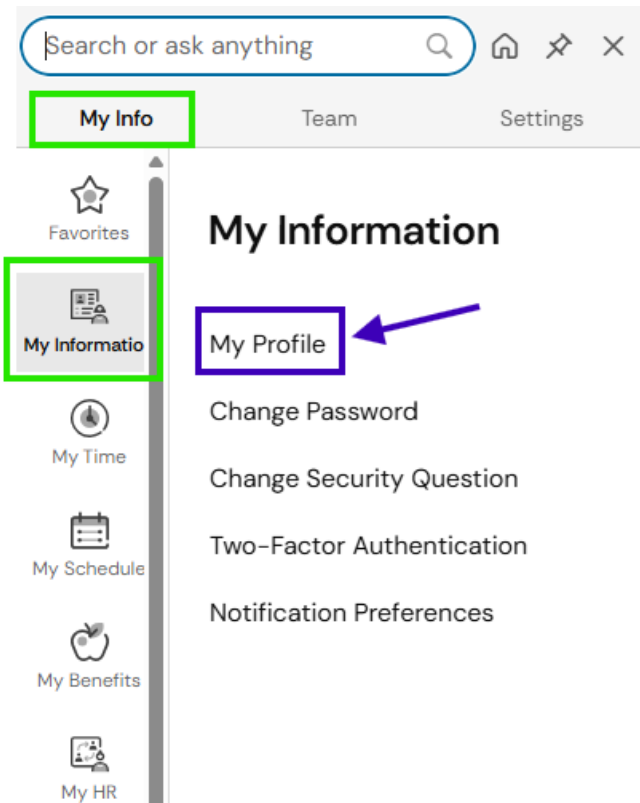 Search or ask anything
My Info
Team
Settings
Favorites
My Informatio
My Time
My Schedule
My Benefits
My HR
My Information
My Profile
Change Password
Change Security Question
Two-Factor Authentication
Notification Preferences